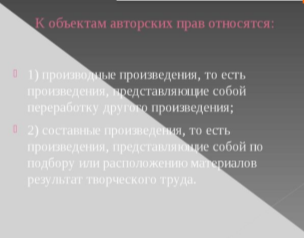 К объектам авторских прав относятся:
1) производные произведения, то есть
произведения, представляющие собой
переработку другого произведения;
2) составные произведения, то есть
произведения, представляющие собой по
подбору или расположению материалов
результат творческого труда.